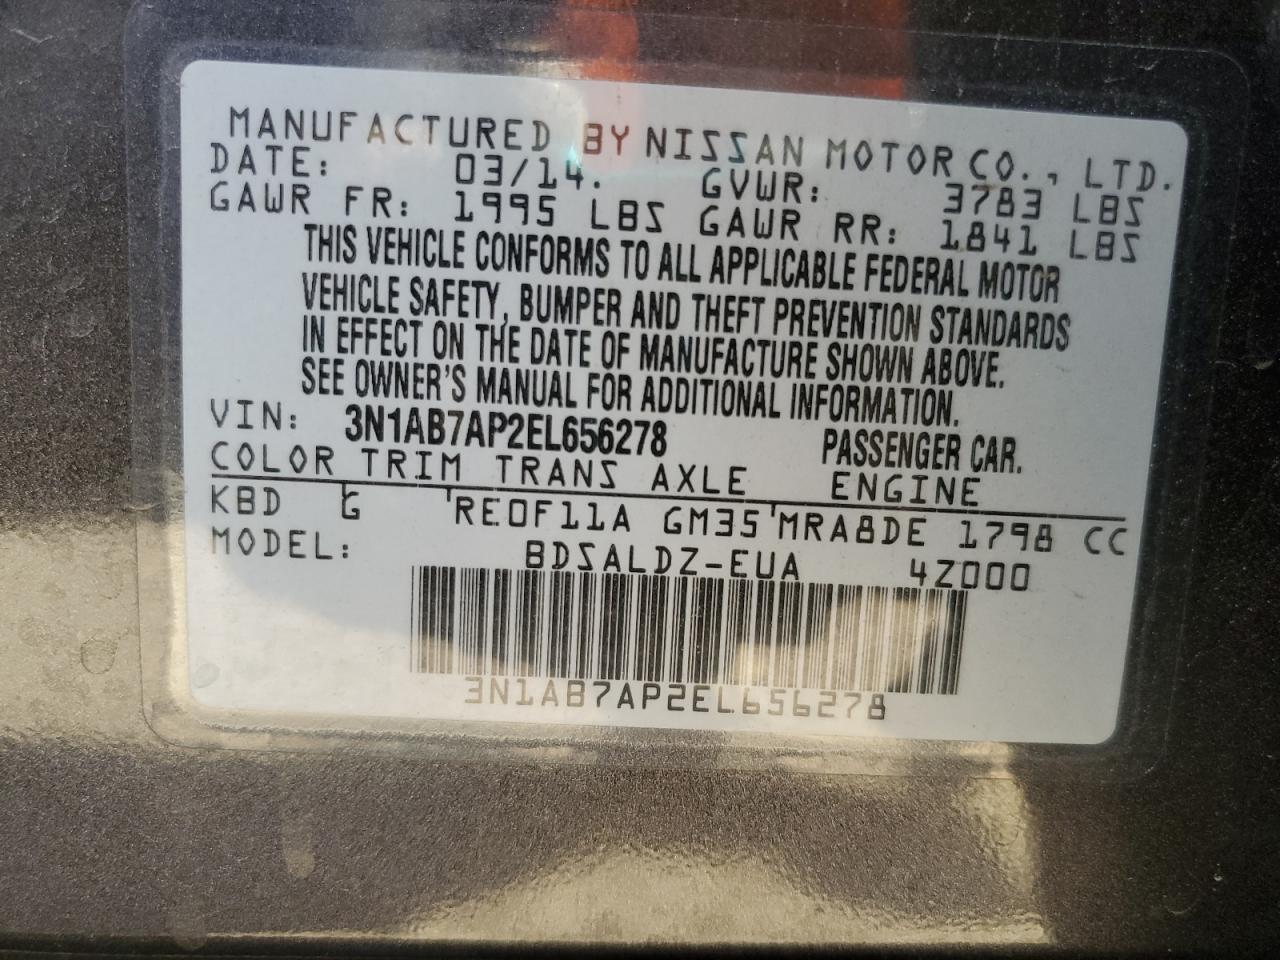 MANUFACTURED BY NISSAN MOTOR CO., LTD.
DATE: 03/14. GVWR: 3783 LBS
GAWR FR: 1995 LBS GAWR RR: 1841 LBS
THIS VEHICLE CONFORMS TO ALL APPLICABLE FEDERAL MOTOR
VEHICLE SAFETY, BUMPER AND THEFT PREVENTION STANDARDS
IN EFFECT ON THE DATE OF MANUFACTURE SHOWN ABOVE.
SEE OWNER'S MANUAL FOR ADDITIONAL INFORMATION.
VIN: 3N1AB7AP2EL656278 PASSENGER CAR.
COLOR TRIM TRANS AXLE ENGINE
KBD G RE0F11A GM35 MRA8DE 1798 CC
MODEL: BDSALDZ-EUA 4Z000
3N1AB7AP2EL656278